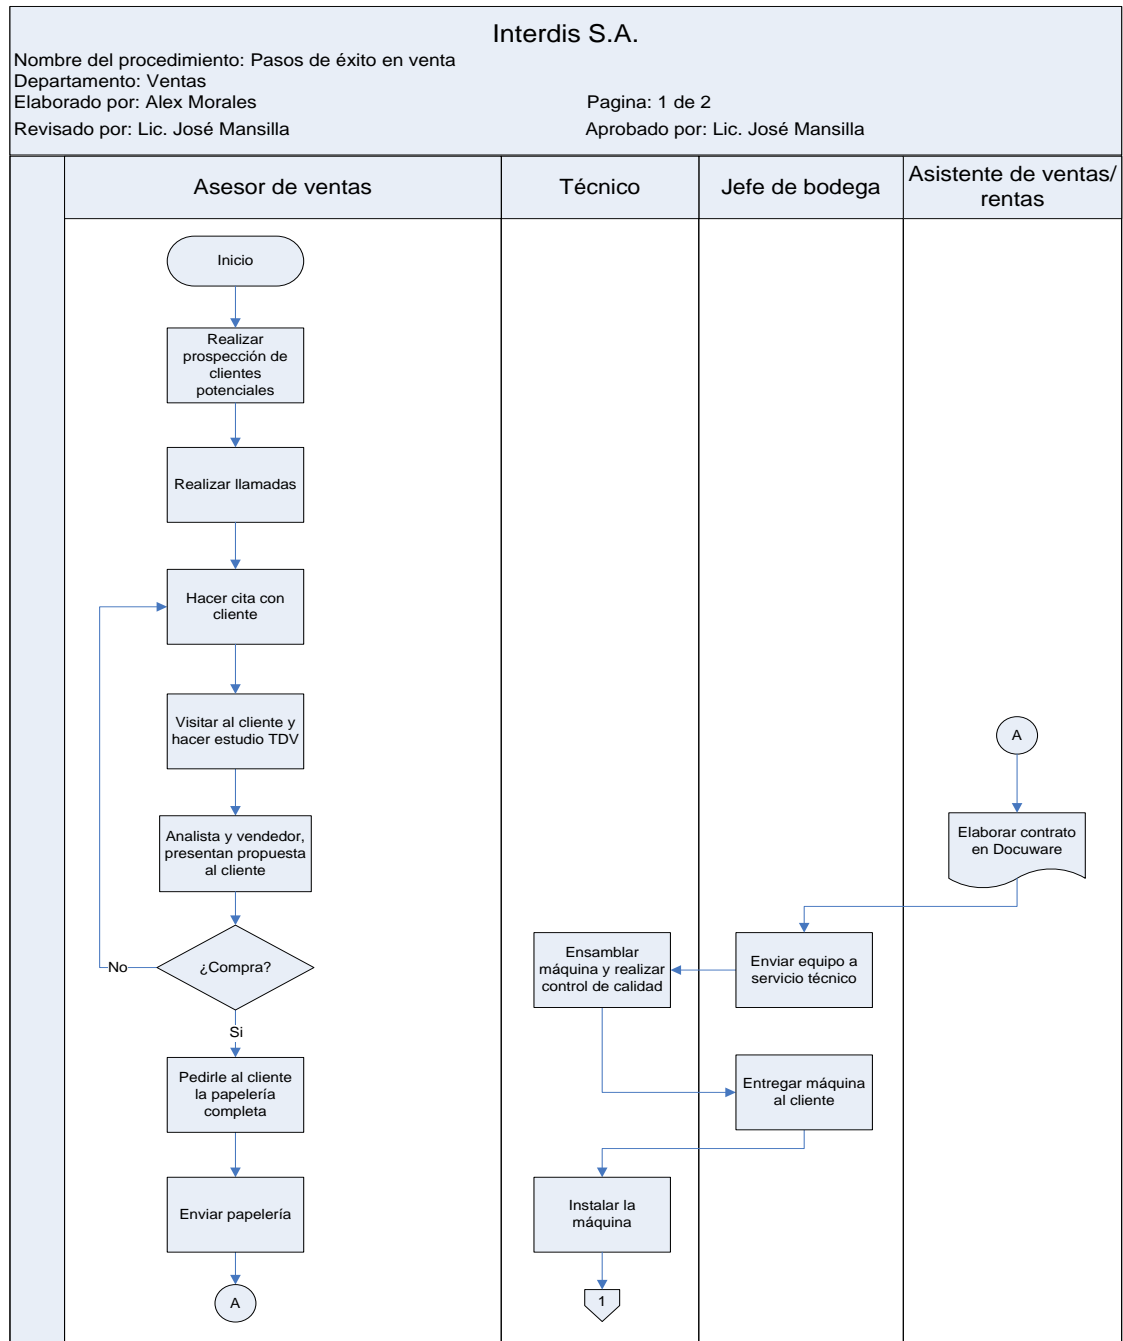 Interdis S.A.
Nombre del procedimiento: Pasos de éxito en venta
Departamento: Ventas
Elaborado por: Alex Morales
Pagina: 1 de 2
Revisado por: Lic. José Mansilla
Aprobado por: Lic. José Mansilla
Asesor de ventas
Técnico
Jefe de bodega
Asistente de ventas/
rentas
Inicio
Realizar
prospección de
clientes
potenciales
Realizar llamadas
Hacer cita con
cliente
Visitar al cliente y
hacer estudio TDV
Analista y vendedor,
presentan propuesta
al cliente
¿Compra?
No
Si
Pedirle al cliente
la papelería
completa
Enviar papelería
A
A
Elaborar contrato
en Docuware
Enviar equipo a
servicio técnico
Ensamblar
máquina y realizar
control de calidad
Entregar máquina
al cliente
Instalar la
máquina
1